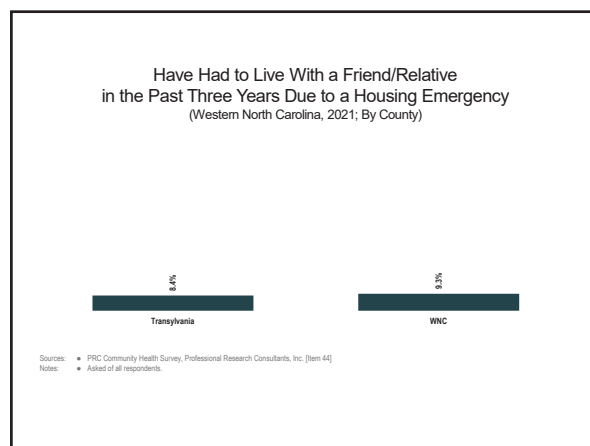 Have Had to Live With a Friend/Relative
in the Past Three Years Due to a Housing Emergency
(Western North Carolina, 2021; By County)
8.4%
9.3%
Transylvania
WNC
Sources: ● PRC Community Health Survey, Professional Research Consultants, Inc. [Item 44]
Notes: ● Asked of all respondents.